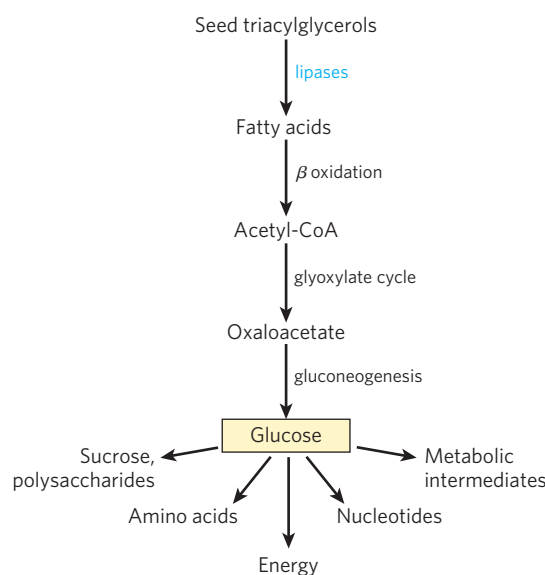 Seed triacylglycerols
lipases
Fatty acids
β oxidation
Acetyl-CoA
glyoxylate cycle
Oxaloacetate
gluconeogenesis
Glucose
Sucrose,
polysaccharides
Metabolic
intermediates
Amino acids
Nucleotides
Energy